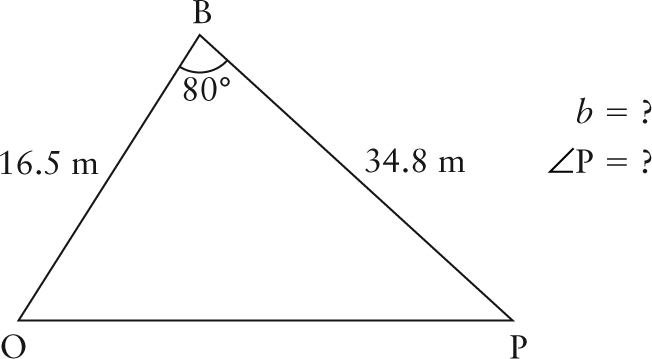 B
80°
16.5 m
34.8 m
b = ?
∠P = ?
O
P